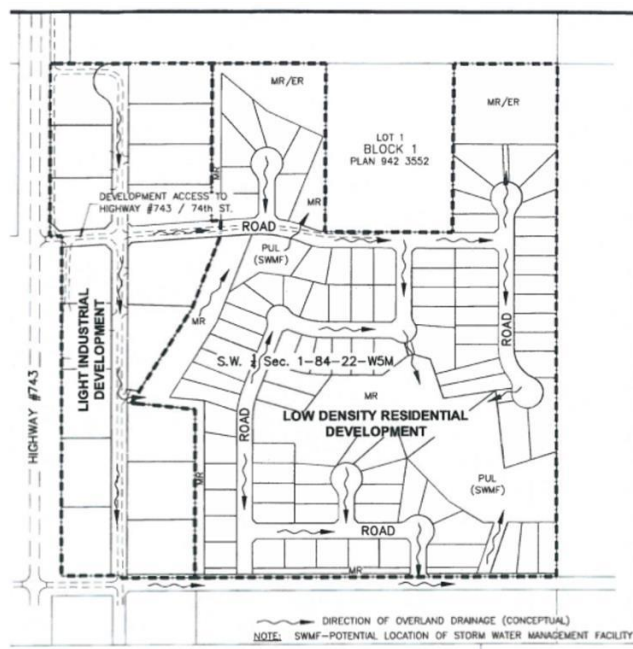 MR/ER
MR/ER
LOT 1
BLOCK 1
PLAN 942 3552
MR
DEVELOPMENT ACCESS TO
HIGHWAY #743 / 74th ST.
MR
ROAD
PUL
(SWMF)
MR
LIGHT INDUSTRIAL
DEVELOPMENT
ROAD
S.W. ¼ Sec. 1-84-22-W5M
MR
HIGHWAY #743
LOW DENSITY RESIDENTIAL
DEVELOPMENT
ROAD
MR
PUL
(SWMF)
ROAD
MR
DIRECTION OF OVERLAND DRAINAGE (CONCEPTUAL)
NOTE: SWMF-POTENTIAL LOCATION OF STORM WATER MANAGEMENT FACILITY